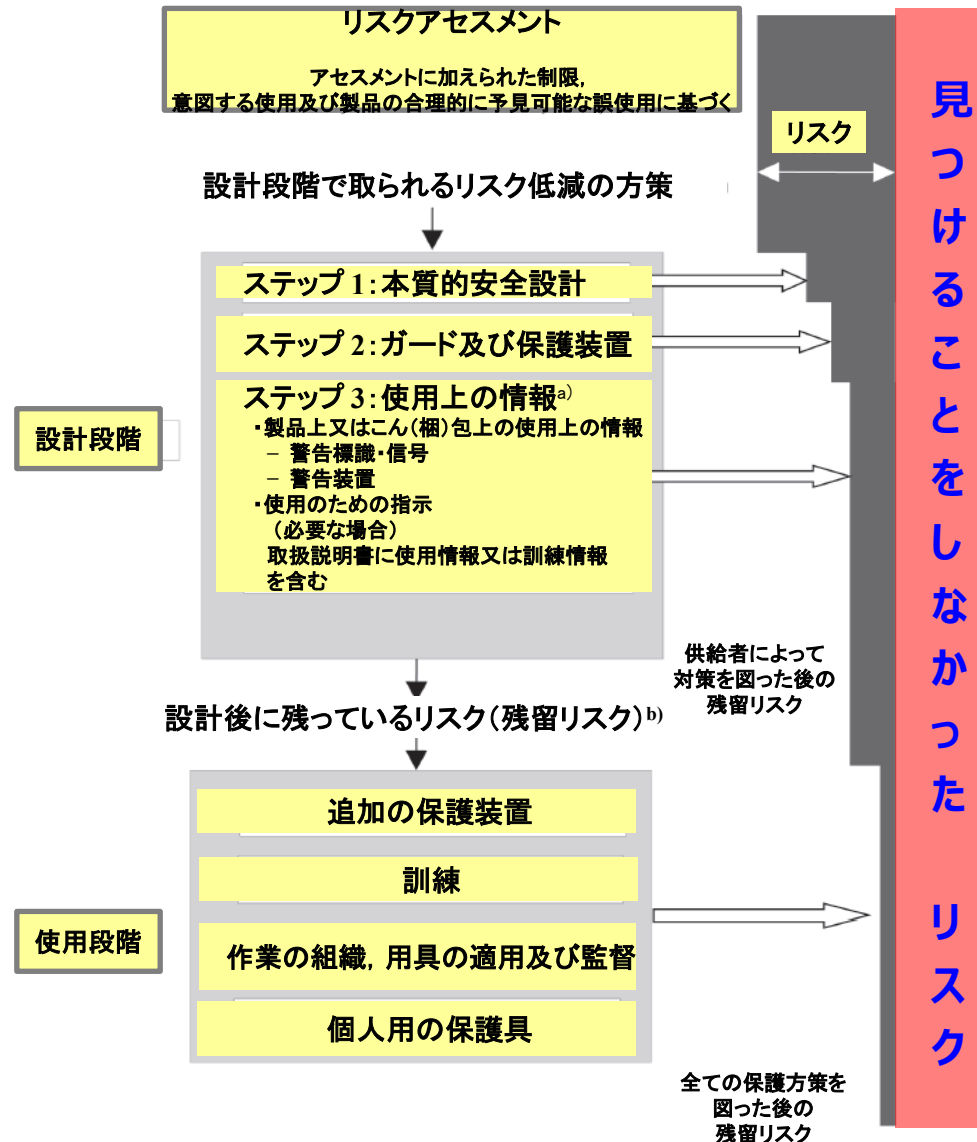 リスクアセスメント
アセスメントに加えられた制限,
意図する使用及び製品の合理的に予見可能な誤使用に基づく
リスク
設計段階で取られるリスク低減の方策
ステップ 1:本質的安全設計
ステップ 2:ガード及び保護装置
ステップ 3:使用上の情報a)
・製品上又はこん(梱)包上の使用上の情報
− 警告標識・信号
− 警告装置
・使用のための指示
(必要な場合)
取扱説明書に使用情報又は訓練情報
を含む
設計段階
供給者によって
対策を図った後の
残留リスク
設計後に残っているリスク(残留リスク)b)
追加の保護装置
訓練
作業の組織, 用具の適用及び監督
個人用の保護具
使用段階
全ての保護方策を
図った後の
残留リスク
見つけることをしなかった リスク